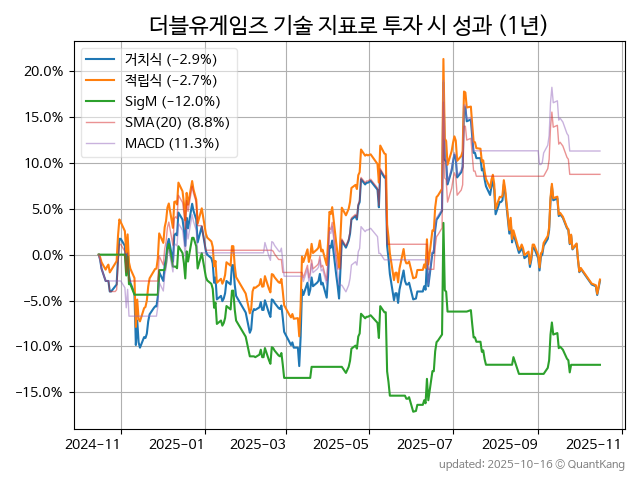 더블유게임즈 기술 지표로 투자 시 성과 (1년)
거치식 (−2.9%)
적립식 (−2.7%)
SigM (−12.0%)
SMA(20) (8.8%)
MACD (11.3%)
20.0%
15.0%
10.0%
5.0%
0.0%
−5.0%
−10.0%
−15.0%
2024-11 2025-01 2025-03 2025-05 2025-07 2025-09 2025-11
updated: 2025-10-16 © QuantKang